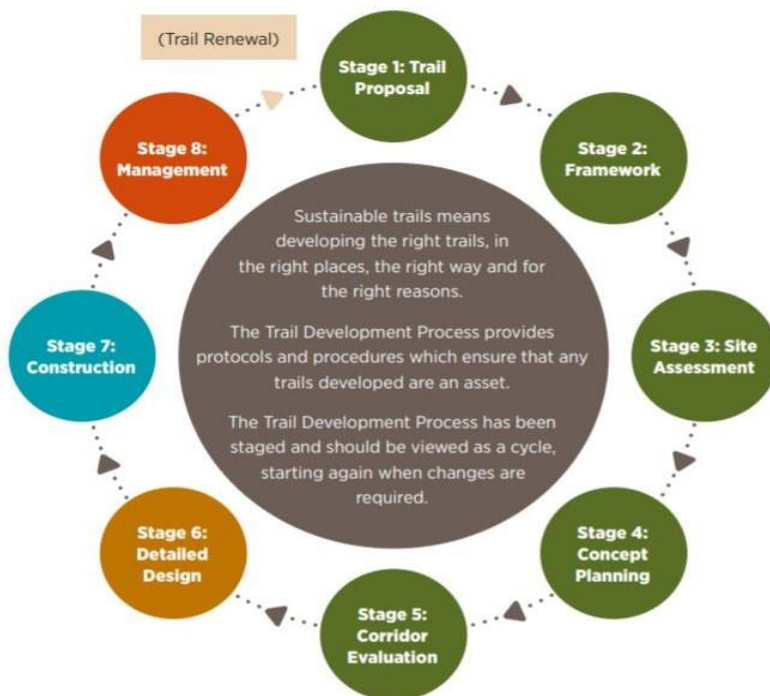 (Trail Renewal)
Stage 1: Trail
Proposal
Stage 2:
Framework
Stage 3: Site
Assessment
Stage 4:
Concept
Planning
Stage 5:
Corridor
Evaluation
Stage 6:
Detailed
Design
Stage 7:
Construction
Stage 8:
Management
Sustainable trails means
developing the right trails, in
the right places, the right way and for
the right reasons.
The Trail Development Process provides
protocols and procedures which ensure that any
trails developed are an asset.
The Trail Development Process has been
staged and should be viewed as a cycle,
starting again when changes are
required.